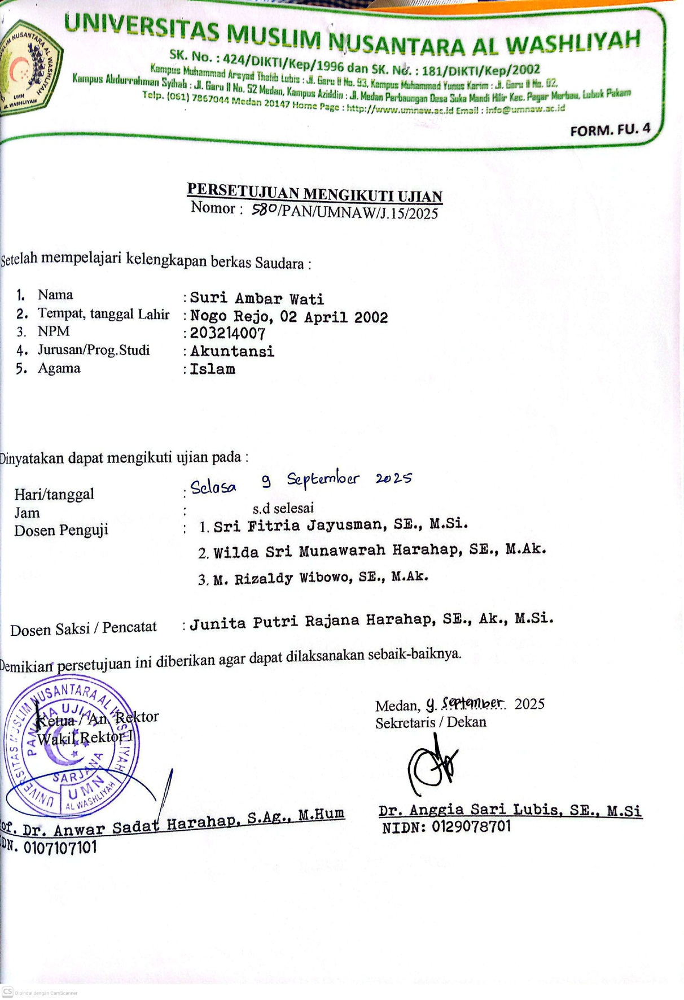 UNIVERSITAS MUSLIM NUSANTARA AL WASHLIYAH
SK. No. : 424/DIKTI/Kep/1996 dan SK. No. : 181/DIKTI/Kep/2002
Kampus Muhammad Arsyad Thalib Lubis : Jl. Garu II No. 93, Kampus Muhammad Yunus Karim : Jl. Garu II No. 02,
Kampus Abdurrahman Syihab : Jl. Garu II No. 52 Medan, Kampus Aziddin : Jl. Medan Perbaungan Desa Suka Mandi Hilir Kec. Pagar Merbau, Lubuk Pakam
Telp. (061) 7867044 Medan 20147 Home Page : http://www.umnaw.ac.id Email : info@umnaw.ac.id
UMN
AL WASHLIYAH
FORM. FU. 4
PERSETUJUAN MENGIKUTI UJIAN
Nomor : 580/PAN/UMNAW/J.15/2025
Setelah mempelajari kelengkapan berkas Saudara :
1. Nama : Suri Ambar Wati
2. Tempat, tanggal Lahir : Nogo Rejo, 02 April 2002
3. NPM : 203214007
4. Jurusan/Prog.Studi : Akuntansi
5. Agama : Islam
Dinyatakan dapat mengikuti ujian pada :
Hari/tanggal : Selasa 9 September 2025
Jam : s.d selesai
Dosen Penguji : 1. Sri Fitria Jayusman, SE., M.Si.
2. Wilda Sri Munawarah Harahap, SE., M.Ak.
3. M. Rizaldy Wibowo, SE., M.Ak.
Dosen Saksi / Pencatat : Junita Putri Rajana Harahap, SE., Ak., M.Si.
Demikian persetujuan ini diberikan agar dapat dilaksanakan sebaik-baiknya.
Medan, 9 September 2025
Ketua / An. Rektor
Sekretaris / Dekan
Wakil Rektor I
UNIVERSITAS MUSLIM NUSANTARA AL WASHLIYAH
PANITIA UJIAN
SARJANA
UMN
AL WASHLIYAH
of. Dr. Anwar Sadat Harahap, S.Ag., M.Hum
Dr. Anggia Sari Lubis, SE., M.Si
DN. 0107107101
NIDN: 0129078701
CS Dipindai dengan CamScanner